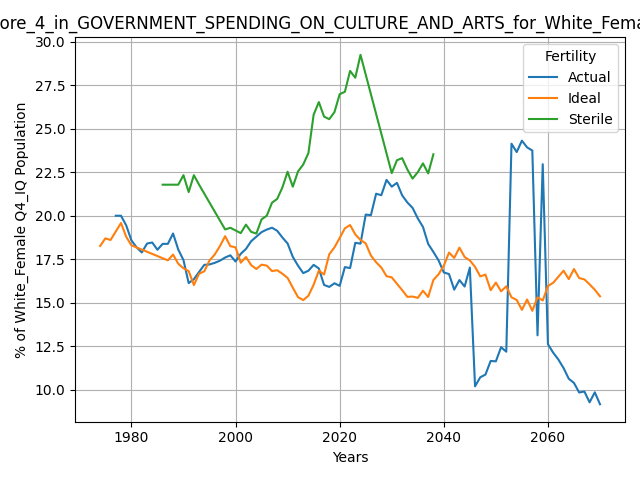 ore_4_in_GOVERNMENT_SPENDING_ON_CULTURE_AND_ARTS_for_White_Fema
30.0
27.5
25.0
22.5
20.0
17.5
15.0
12.5
10.0
% of White_Female Q4_IQ Population
Fertility
Actual
Ideal
Sterile
1980
2000
2020
2040
2060
Years